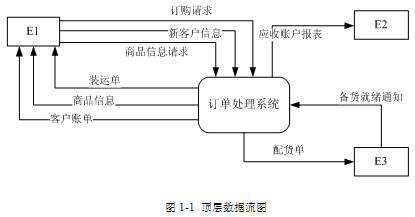 订购请求
E1
新客户信息
应收账户报表
E2
商品信息请求
装运单
商品信息
订单处理系统
备货就绪通知
客户账单
配货单
E3
图 1-1 顶层数据流图